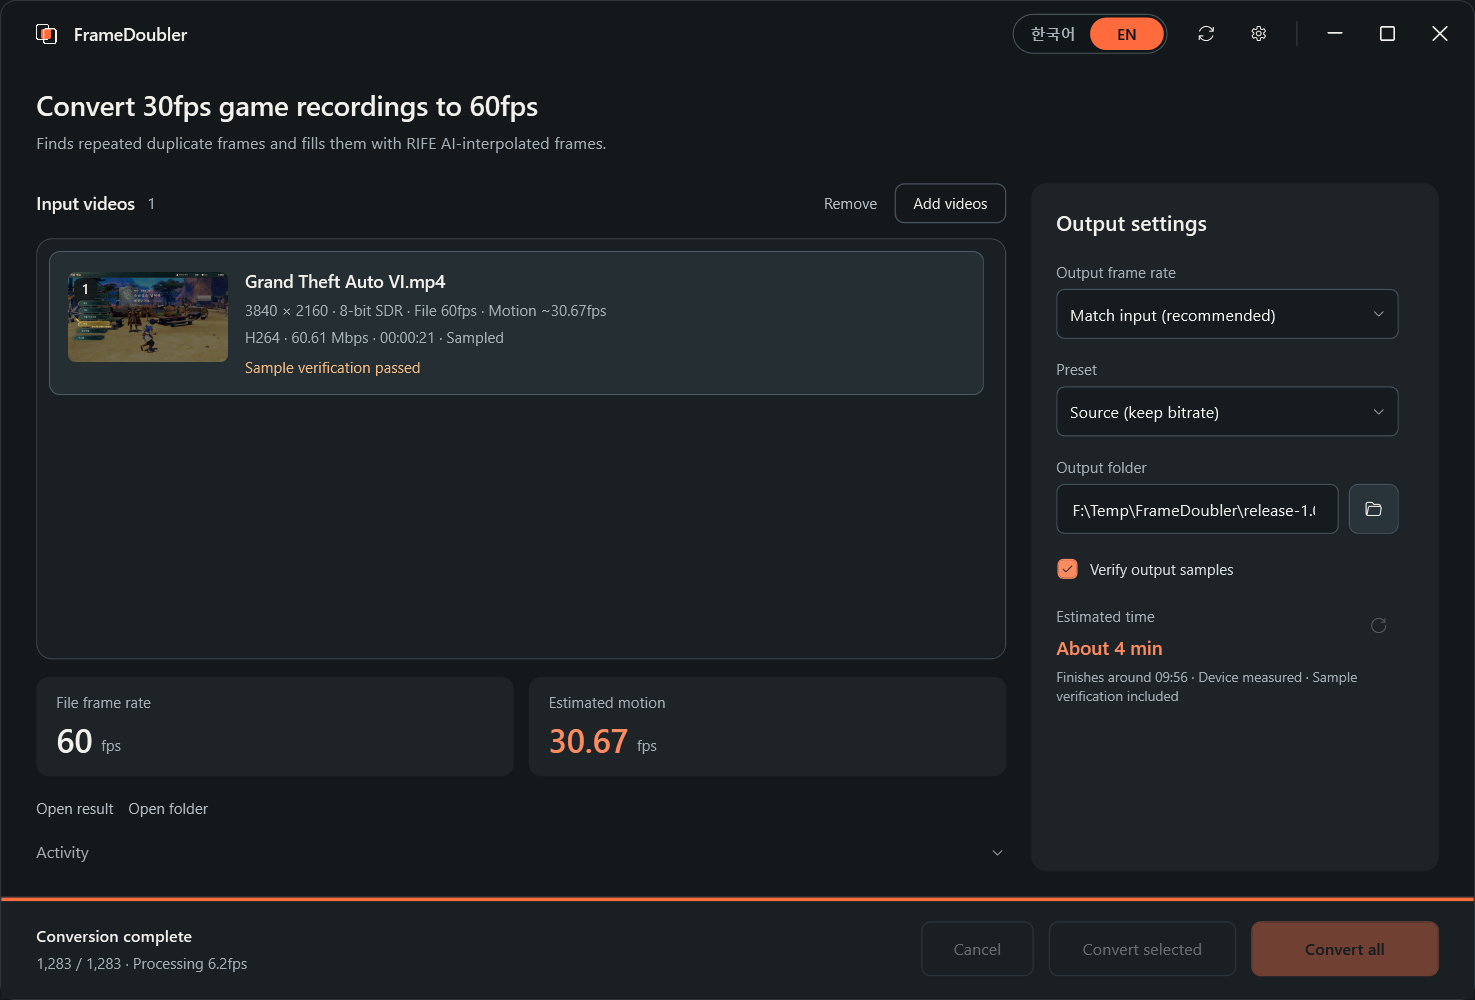 FrameDoubler
한국어
EN
Convert 30fps game recordings to 60fps
Finds repeated duplicate frames and fills them with RIFE AI-interpolated frames.
Input videos 1
Remove
Add videos
1
Grand Theft Auto VI.mp4
3840 × 2160 · 8-bit SDR · File 60fps · Motion ~30.67fps
H264 · 60.61 Mbps · 00:00:21 · Sampled
Sample verification passed
File frame rate
60 fps
Estimated motion
30.67 fps
Open result Open folder
Activity
Output settings
Output frame rate
Match input (recommended)
Preset
Source (keep bitrate)
Output folder
F:\Temp\FrameDoubler\release-1.
Verify output samples
Estimated time
About 4 min
Finishes around 09:56 · Device measured · Sample
verification included
Conversion complete
1,283 / 1,283 · Processing 6.2fps
Cancel
Convert selected
Convert all